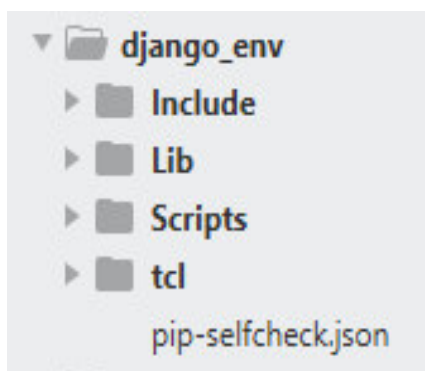 django_env
Include
Lib
Scripts
tcl
pip-selfcheck.json